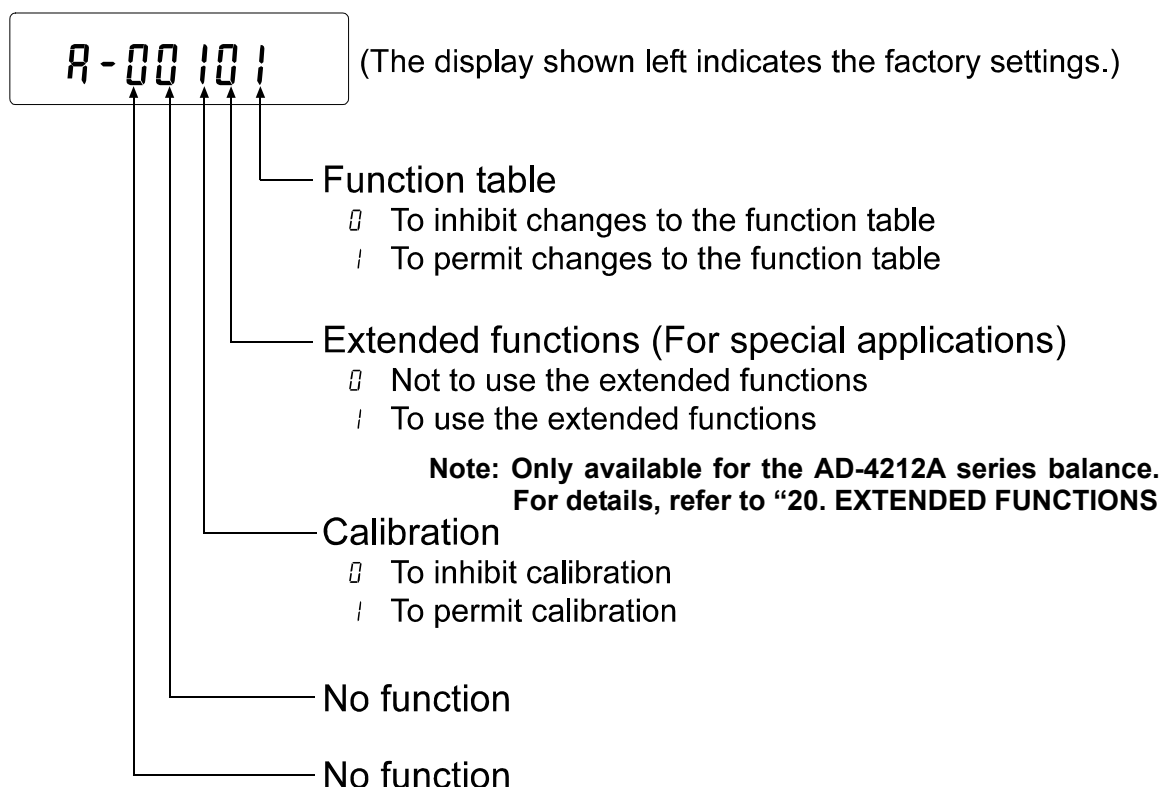 A-00101
(The display shown left indicates the factory settings.)
Function table
0 To inhibit changes to the function table
1 To permit changes to the function table
Extended functions (For special applications)
0 Not to use the extended functions
1 To use the extended functions
Note: Only available for the AD-4212A series balance.
For details, refer to “20. EXTENDED FUNCTIONS
Calibration
0 To inhibit calibration
1 To permit calibration
No function
No function